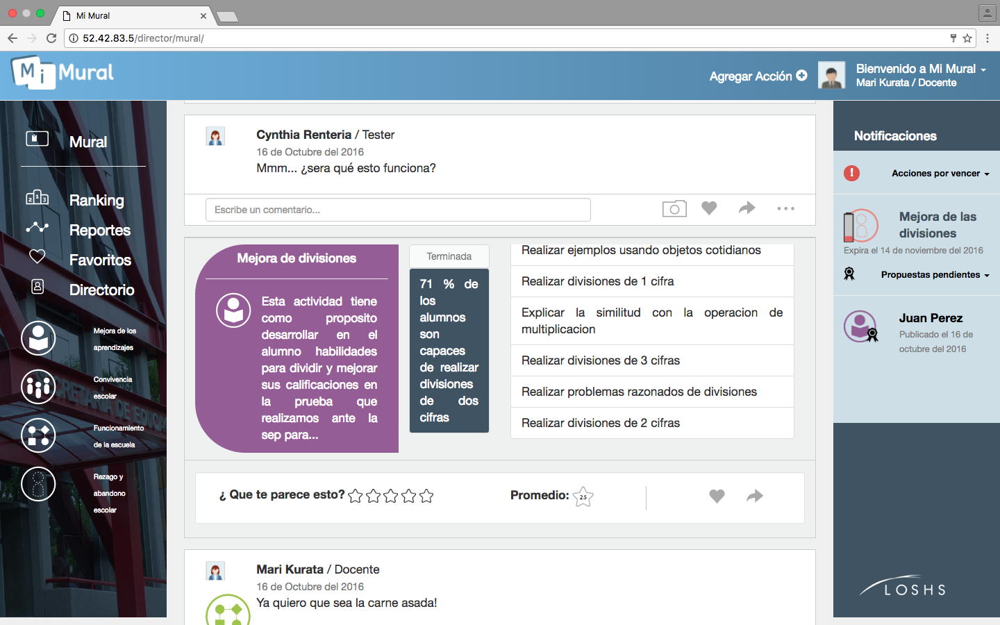 Mi Mural
52.42.83.5/director/mural/
Mi Mural
Agregar Acción
Bienvenido a Mi Mural
Mari Kurata / Docente
Mural
Ranking
Reportes
Favoritos
Directorio
Mejora de los
aprendizajes
Convivencia
escolar
Funcionamiento
de la escuela
Rezago y
abandono
escolar
Cynthia Renteria / Tester
16 de Octubre del 2016
Mmm... ¿sera qué esto funciona?
Escribe un comentario...
Mejora de divisiones
Esta actividad tiene
como proposito
desarrollar en el
alumno habilidades
para dividir y mejorar
sus calificaciones en
la prueba que
realizamos ante la
sep para...
Terminada
71 % de
los
alumnos
son
capaces
de realizar
divisiones
de dos
cifras
Realizar ejemplos usando objetos cotidianos
Realizar divisiones de 1 cifra
Explicar la similitud con la operacion de
multiplicacion
Realizar divisiones de 3 cifras
Realizar problemas razonados de divisiones
Realizar divisiones de 2 cifras
¿ Que te parece esto?
Promedio: 2.5
Mari Kurata / Docente
16 de Octubre del 2016
Ya quiero que sea la carne asada!
Notificaciones
Acciones por vencer
Mejora de las
divisiones
Expira el 14 de noviembre del 2016
Propuestas pendientes
Juan Perez
Publicado el 16 de
octubre del 2016
LOSHS